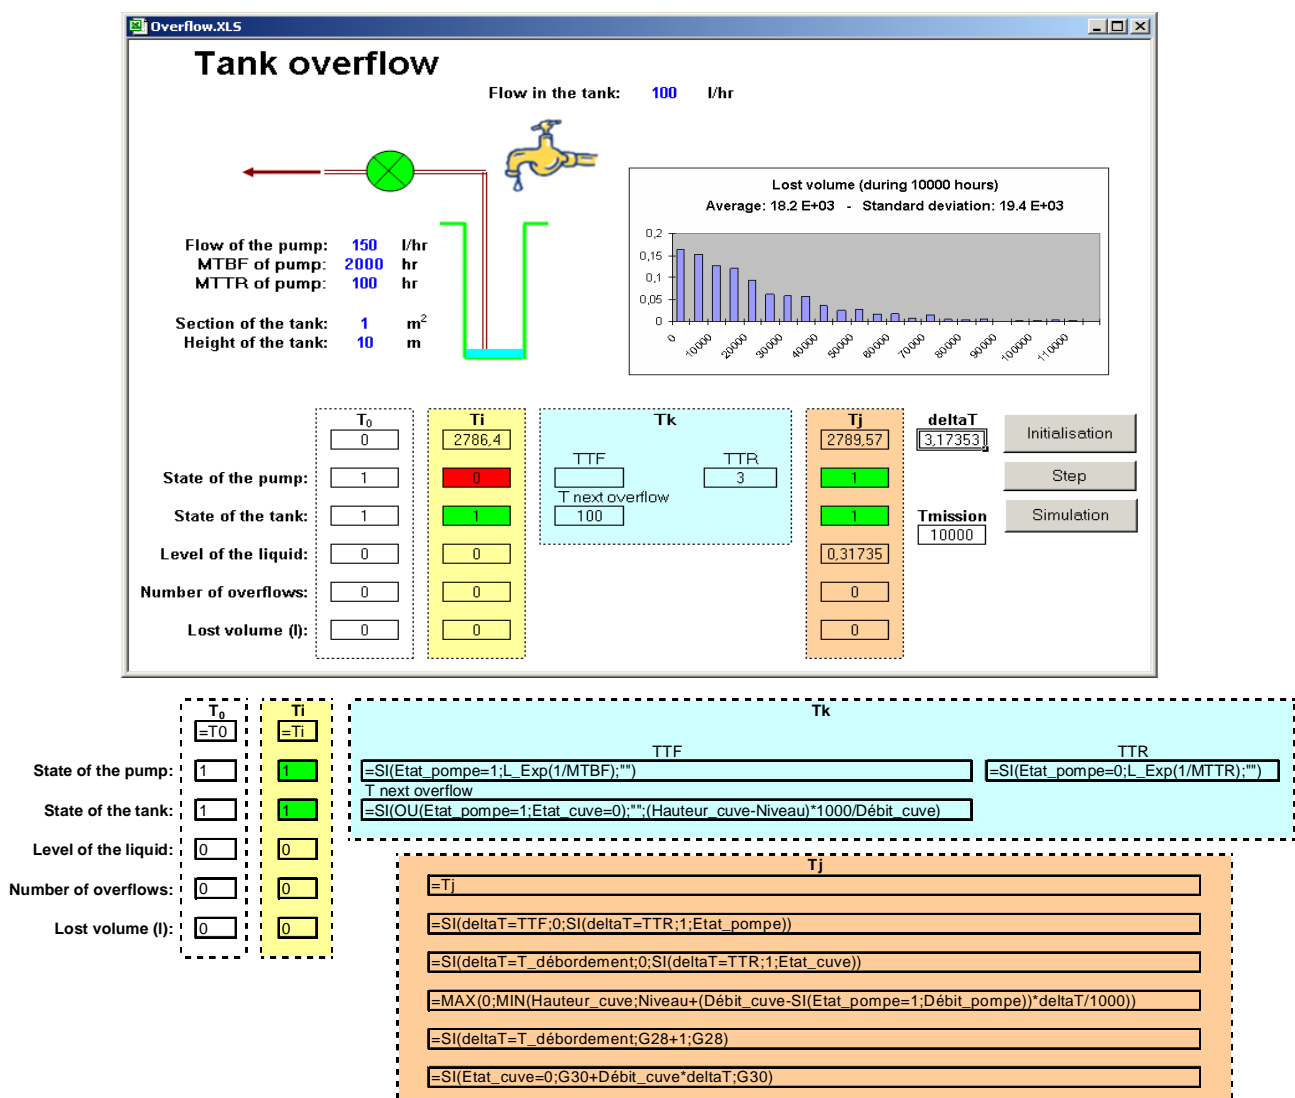 Overflow.XLS
Tank overflow
Flow in the tank: 100 l/hr
Lost volume (during 10000 hours)
Average: 18.2 E+03 - Standard deviation: 19.4 E+03
0,2
0,15
0,1
0,05
0
0 10000 20000 30000 40000 50000 60000 70000 80000 90000 100000 110000
Flow of the pump: 150 l/hr
MTBF of pump: 2000 hr
MTTR of pump: 100 hr
Section of the tank: 1 m²
Height of the tank: 10 m
T0 Ti Tk Tj deltaT
0 2786,4 2789,57 3,17353 Initialisation
TTF TTR
State of the pump: 1 0 3 1 Step
T next overflow
State of the tank: 1 1 100 1 Tmission Simulation
10000
Level of the liquid: 0 0 0,31735
Number of overflows: 0 0 0
Lost volume (l): 0 0 0
T0 Ti Tk
=T0 =Ti
TTF TTR
State of the pump: 1 1 =SI(Etat_pompe=1;L_Exp(1/MTBF);"") =SI(Etat_pompe=0;L_Exp(1/MTTR);"")
T next overflow
State of the tank: 1 1 =SI(OU(Etat_pompe=1;Etat_cuve=0);"";(Hauteur_cuve-Niveau)*1000/Débit_cuve)
Level of the liquid: 0 0
Number of overflows: 0 0
Lost volume (l): 0 0
Tj
=Tj
=SI(deltaT=TTF;0;SI(deltaT=TTR;1;Etat_pompe))
=SI(deltaT=T_débordement;0;SI(deltaT=TTR;1;Etat_cuve))
=MAX(0;MIN(Hauteur_cuve;Niveau+(Débit_cuve-SI(Etat_pompe=1;Débit_pompe))*deltaT/1000))
=SI(deltaT=T_débordement;G28+1;G28)
=SI(Etat_cuve=0;G30+Débit_cuve*deltaT;G30)